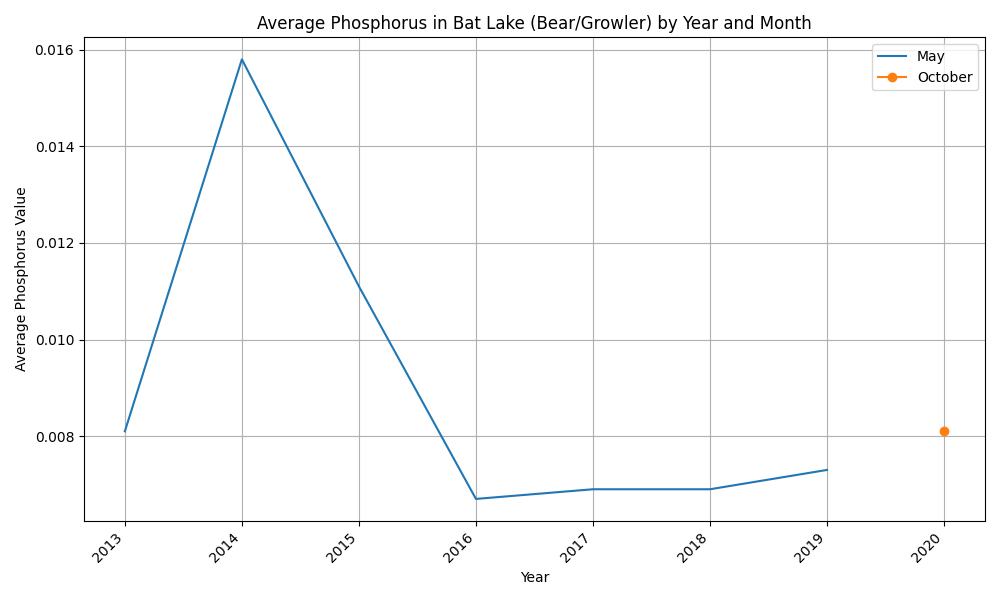 Average Phosphorus in Bat Lake (Bear/Growler) by Year and Month
May
October
0.016
0.014
0.012
0.010
0.008
Average Phosphorus Value
2013
2014
2015
2016
2017
2018
2019
2020
Year